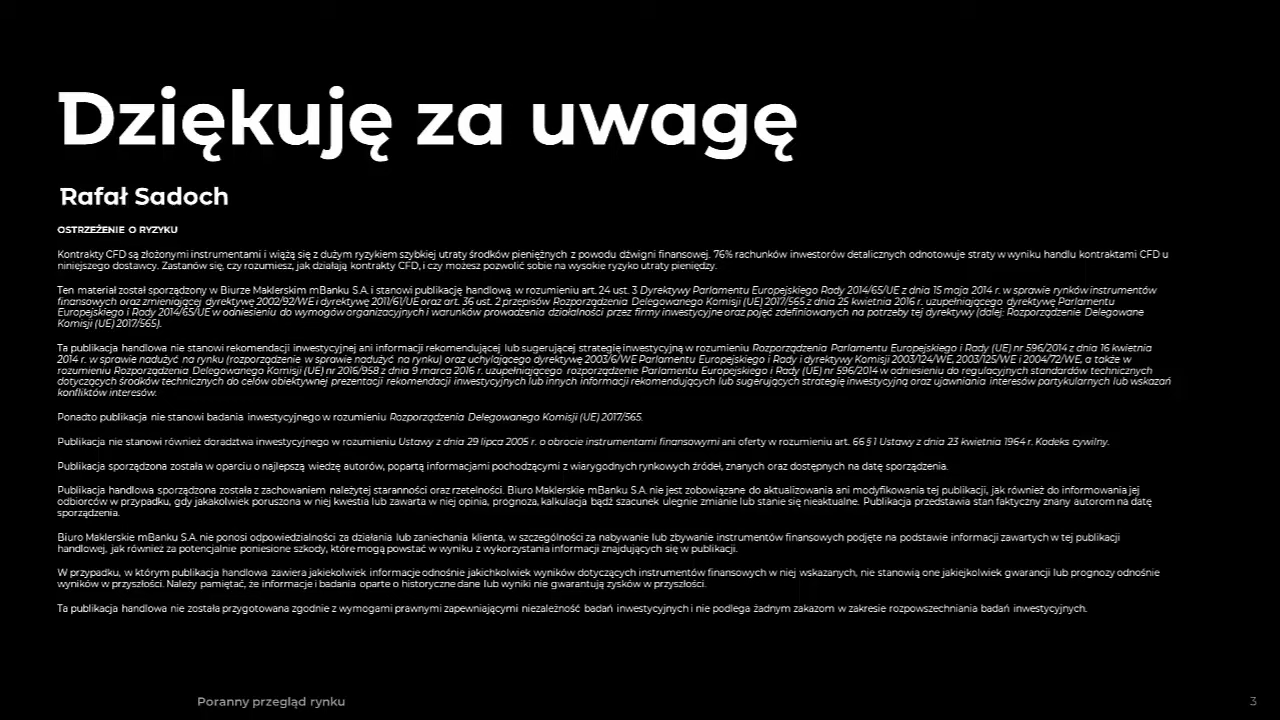 Dziękuję za uwagę
Rafał Sadoch
OSTRZEŻENIE O RYZYKU
Kontrakty CFD są złożonymi instrumentami i wiążą się z dużym ryzykiem szybkiej utraty środków pieniężnych z powodu dźwigni finansowej. 76% rachunków inwestorów detalicznych odnotowuje straty w wyniku handlu kontraktami CFD u
niniejszego dostawcy. Zastanów się, czy rozumiesz, jak działają kontrakty CFD, i czy możesz pozwolić sobie na wysokie ryzyko utraty pieniędzy.
Ten materiał został sporządzony w Biurze Maklerskim mBanku S.A. i stanowi publikację handlową w rozumieniu art. 24 ust. 3 Dyrektywy Parlamentu Europejskiego Rady 2014/65/UE z dnia 15 maja 2014 r. w sprawie rynków instrumentów
finansowych oraz zmieniającej dyrektywę 2002/92/WE i dyrektywę 2011/61/UE oraz art. 36 ust. 2 przepisów Rozporządzenia Delegowanego Komisji (UE) 2017/565 z dnia 25 kwietnia 2016 r. uzupełniającego dyrektywę Parlamentu
Europejskiego i Rady 2014/65/UE w odniesieniu do wymogów organizacyjnych i warunków prowadzenia działalności przez firmy inwestycyjne oraz pojęć zdefiniowanych na potrzeby tej dyrektywy (dalej: Rozporządzenie Delegowane
Komisji (UE) 2017/565).
Ta publikacja handlowa nie stanowi rekomendacji inwestycyjnej ani informacji rekomendującej lub sugerującej strategię inwestycyjną w rozumieniu Rozporządzenia Parlamentu Europejskiego i Rady (UE) nr 596/2014 z dnia 16 kwietnia
2014 r. w sprawie nadużyć na rynku (rozporządzenie w sprawie nadużyć na rynku) oraz uchylającego dyrektywę 2003/6/WE Parlamentu Europejskiego i Rady i dyrektywy Komisji 2003/124/WE, 2003/125/WE i 2004/72/WE, a także w
rozumieniu Rozporządzenia Delegowanego Komisji (UE) nr 2016/958 z dnia 9 marca 2016 r. uzupełniającego rozporządzenie Parlamentu Europejskiego i Rady (UE) nr 596/2014 w odniesieniu do regulacyjnych standardów technicznych
dotyczących środków technicznych do celów obiektywnej prezentacji rekomendacji inwestycyjnych lub innych informacji rekomendujących lub sugerujących strategię inwestycyjną oraz ujawniania interesów partykularnych lub wskazań
konfliktów interesów.
Ponadto publikacja nie stanowi badania inwestycyjnego w rozumieniu Rozporządzenia Delegowanego Komisji (UE) 2017/565.
Publikacja nie stanowi również doradztwa inwestycyjnego w rozumieniu Ustawy z dnia 29 lipca 2005 r. o obrocie instrumentami finansowymi ani oferty w rozumieniu art. 66 § 1 Ustawy z dnia 23 kwietnia 1964 r. Kodeks cywilny.
Publikacja sporządzona została w oparciu o najlepszą wiedzę autorów, popartą informacjami pochodzącymi z wiarygodnych rynkowych źródeł, znanych oraz dostępnych na datę sporządzenia.
Publikacja handlowa sporządzona została z zachowaniem należytej staranności oraz rzetelności. Biuro Maklerskie mBanku S.A. nie jest zobowiązane do aktualizowania ani modyfikowania tej publikacji, jak również do informowania jej
odbiorców w przypadku, gdy jakakolwiek poruszona w niej kwestia lub zawarta w niej opinia, prognoza, kalkulacja bądź szacunek ulegnie zmianie lub stanie się nieaktualne. Publikacja przedstawia stan faktyczny znany autorom na datę
sporządzenia.
Biuro Maklerskie mBanku S.A. nie ponosi odpowiedzialności za działania lub zaniechania klienta, w szczególności za nabywanie lub zbywanie instrumentów finansowych podjęte na podstawie informacji zawartych w tej publikacji
handlowej, jak również za potencjalnie poniesione szkody, które mogą powstać w wyniku z wykorzystania informacji znajdujących się w publikacji.
W przypadku, w którym publikacja handlowa zawiera jakiekolwiek informacje odnośnie jakichkolwiek wyników dotyczących instrumentów finansowych w niej wskazanych, nie stanowią one jakiejkolwiek gwarancji lub prognozy odnośnie
wyników w przyszłości. Należy pamiętać, że informacje i badania oparte o historyczne dane lub wyniki nie gwarantują zysków w przyszłości.
Ta publikacja handlowa nie została przygotowana zgodnie z wymogami prawnymi zapewniającymi niezależność badań inwestycyjnych i nie podlega żadnym zakazom w zakresie rozpowszechniania badań inwestycyjnych.
Poranny przegląd rynku
3